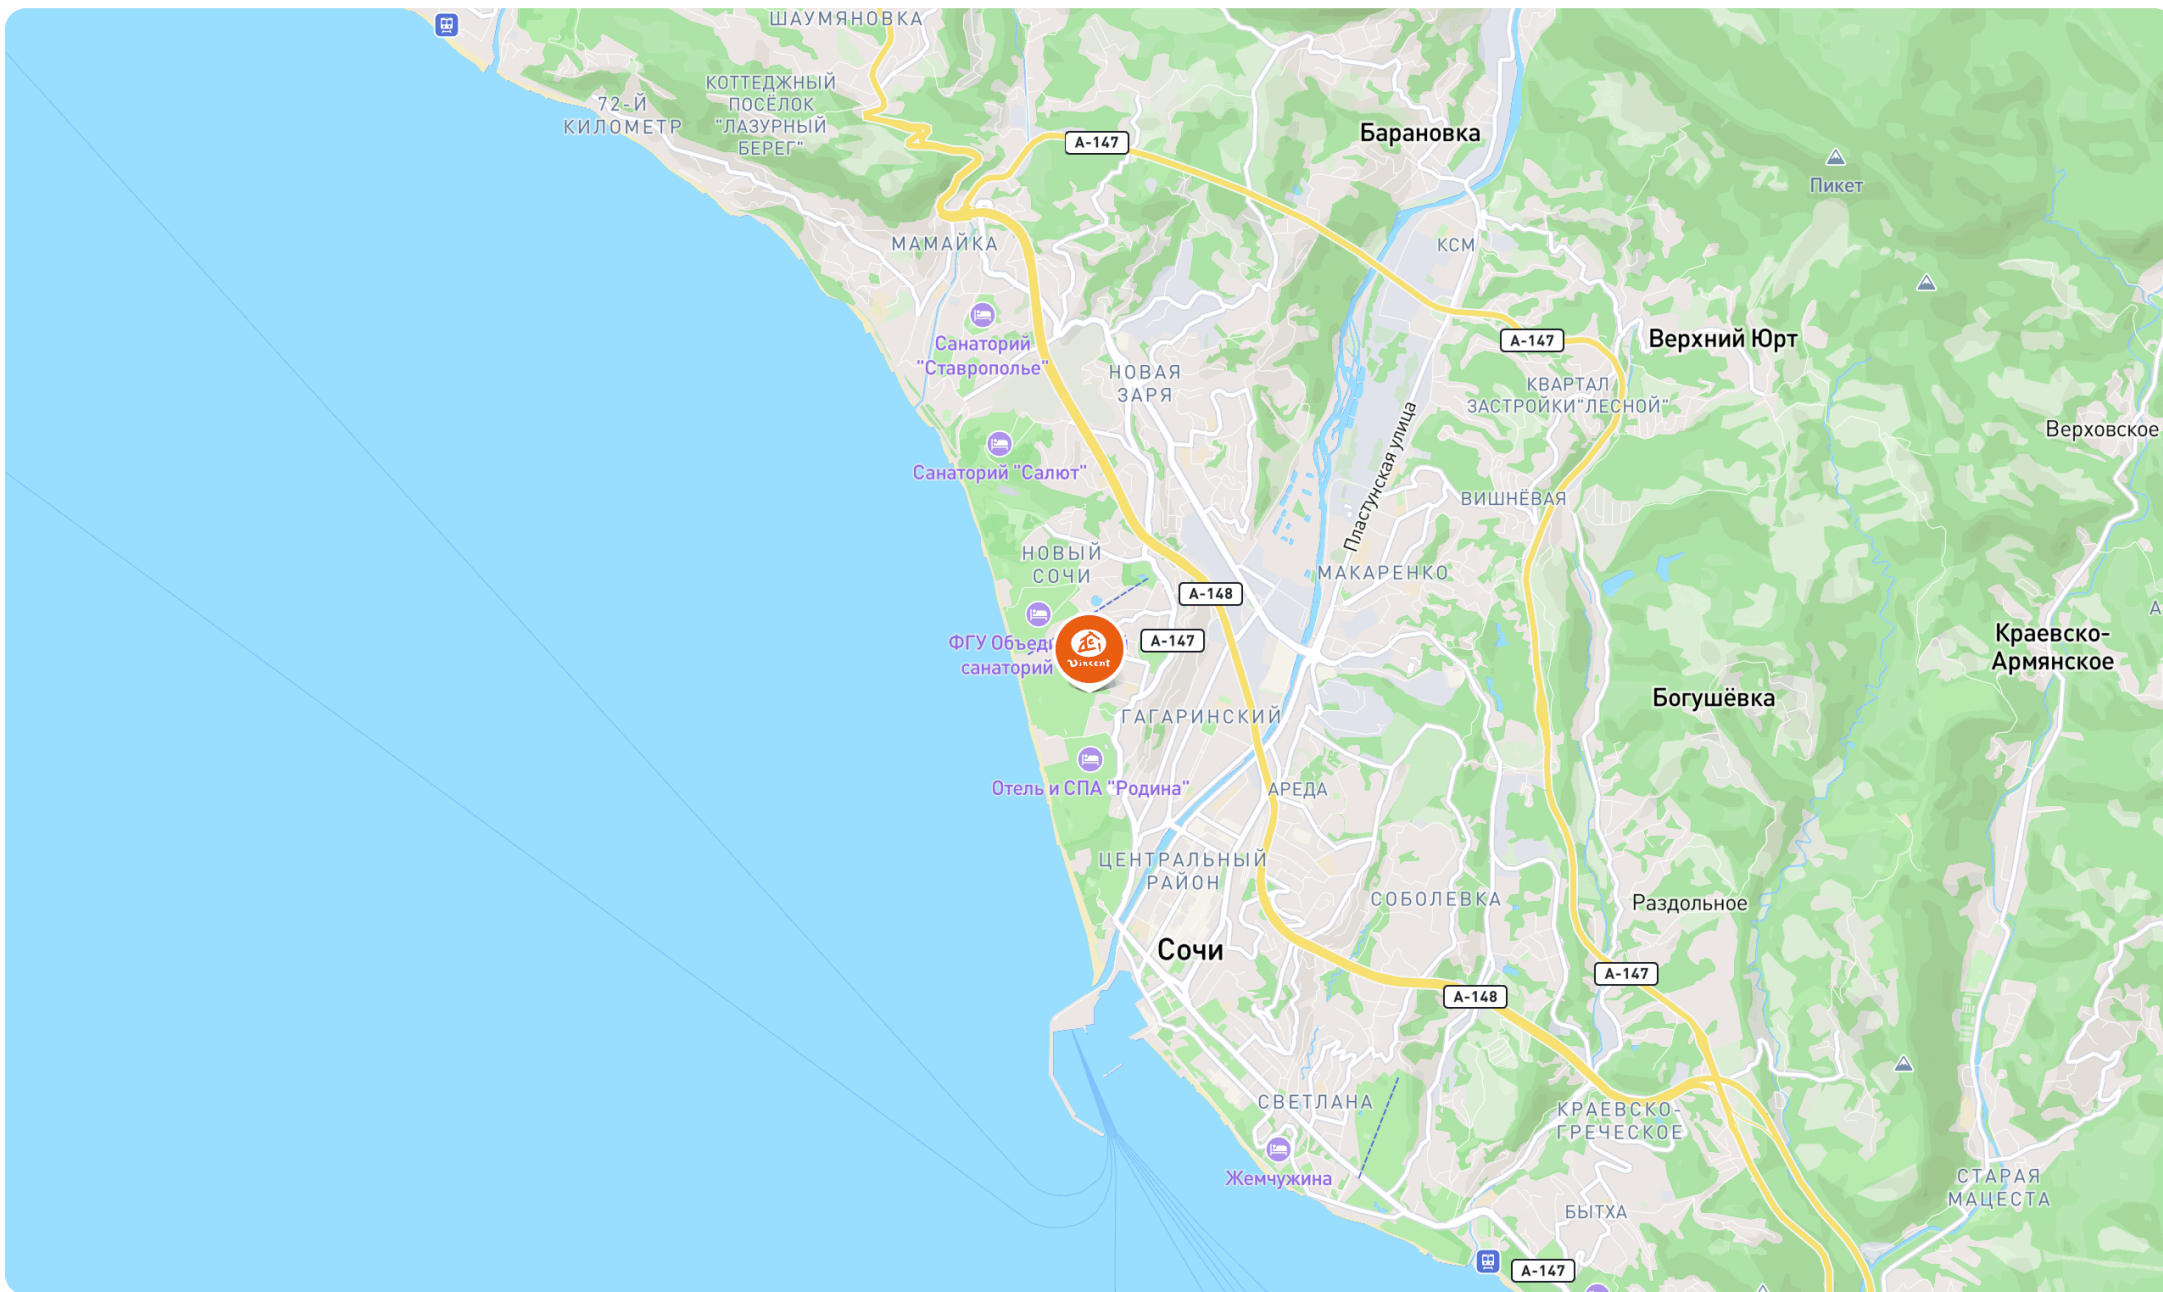 ШАУМЯНОВКА
КОТТЕДЖНЫЙ
ПОСЁЛОК
"ЛАЗУРНЫЙ
БЕРЕГ"
72-Й
КИЛОМЕТР
А-147
Барановка
Пикет
МАМАЙКА
КСМ
Санаторий
"Ставрополье"
А-147
Верхний Юрт
НОВАЯ
ЗАРЯ
КВАРТАЛ
ЗАСТРОЙКИ"ЛЕСНОЙ"
Верховское
Санаторий "Салют"
Пластунская улица
ВИШНЁВАЯ
НОВЫЙ
СОЧИ
МАКАРЕНКО
А-148
А
ФГУ Объеди
санаторий
Vincent
А-147
Краевско-
Армянское
Богушёвка
ГАГАРИНСКИЙ
Отель и СПА "Родина"
АРЕДА
ЦЕНТРАЛЬНЫЙ
РАЙОН
СОБОЛЕВКА
Раздольное
Сочи
А-147
А-148
СВЕТЛАНА
КРАЕВСКО-
ГРЕЧЕСКОЕ
Жемчужина
СТАРАЯ
МАЦЕСТА
БЫТХА
А-147